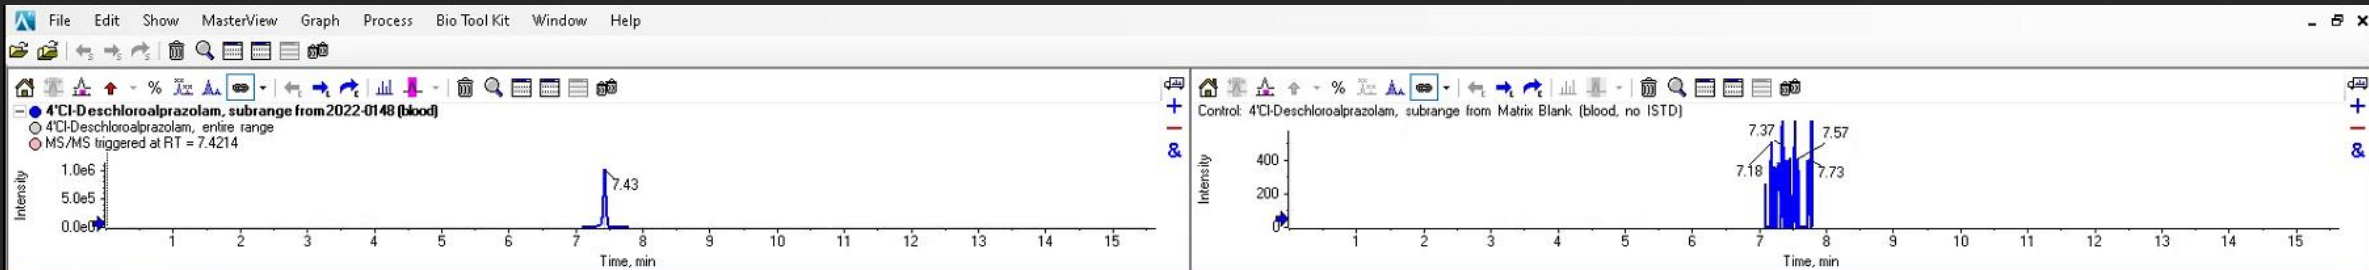 File Edit Show MasterView Graph Process Bio Tool Kit Window Help
4'Cl-Deschloroalprazolam, subrange from 2022-0148 (blood)
4'Cl-Deschloroalprazolam, entire range
MS/MS triggered at RT = 7.4214
Intensity
1.0e6
5.0e5
0.0e0
7.43
1 2 3 4 5 6 7 8 9 10 11 12 13 14 15
Time, min
Control: 4'Cl-Deschloroalprazolam, subrange from Matrix Blank (blood, no ISTD)
Intensity
400
200
0
7.37 7.57
7.18 7.73
1 2 3 4 5 6 7 8 9 10 11 12 13 14 15
Time, min